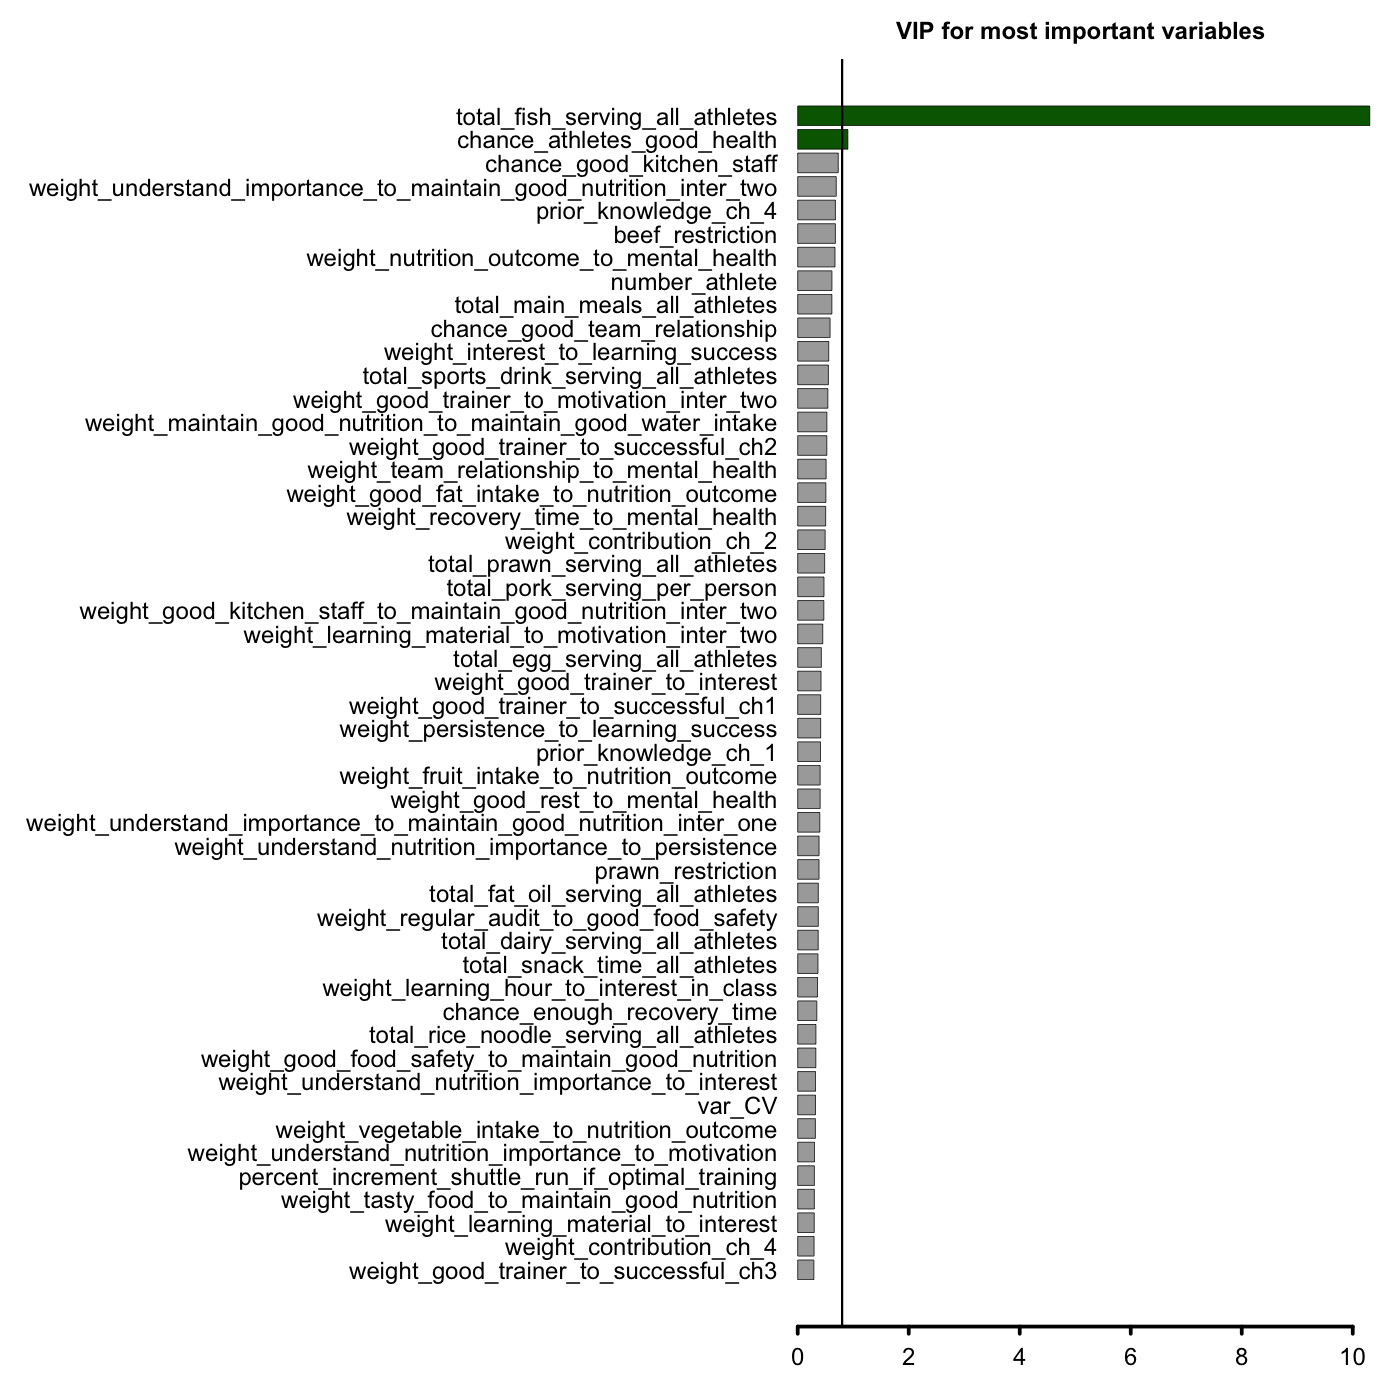 VIP for most important variables
total_fish_serving_all_athletes
chance_athletes_good_health
chance_good_kitchen_staff
weight_understand_importance_to_maintain_good_nutrition_inter_two
prior_knowledge_ch_4
beef_restriction
weight_nutrition_outcome_to_mental_health
number_athlete
total_main_meals_all_athletes
chance_good_team_relationship
weight_interest_to_learning_success
total_sports_drink_serving_all_athletes
weight_good_trainer_to_motivation_inter_two
weight_maintain_good_nutrition_to_maintain_good_water_intake
weight_good_trainer_to_successful_ch2
weight_team_relationship_to_mental_health
weight_good_fat_intake_to_nutrition_outcome
weight_recovery_time_to_mental_health
weight_contribution_ch_2
total_prawn_serving_all_athletes
total_pork_serving_per_person
weight_good_kitchen_staff_to_maintain_good_nutrition_inter_two
weight_learning_material_to_motivation_inter_two
total_egg_serving_all_athletes
weight_good_trainer_to_interest
weight_good_trainer_to_successful_ch1
weight_persistence_to_learning_success
prior_knowledge_ch_1
weight_fruit_intake_to_nutrition_outcome
weight_good_rest_to_mental_health
weight_understand_importance_to_maintain_good_nutrition_inter_one
weight_understand_nutrition_importance_to_persistence
prawn_restriction
total_fat_oil_serving_all_athletes
weight_regular_audit_to_good_food_safety
total_dairy_serving_all_athletes
total_snack_time_all_athletes
weight_learning_hour_to_interest_in_class
chance_enough_recovery_time
total_rice_noodle_serving_all_athletes
weight_good_food_safety_to_maintain_good_nutrition
weight_understand_nutrition_importance_to_interest
var_CV
weight_vegetable_intake_to_nutrition_outcome
weight_understand_nutrition_importance_to_motivation
percent_increment_shuttle_run_if_optimal_training
weight_tasty_food_to_maintain_good_nutrition
weight_learning_material_to_interest
weight_contribution_ch_4
weight_good_trainer_to_successful_ch3
0 2 4 6 8 10